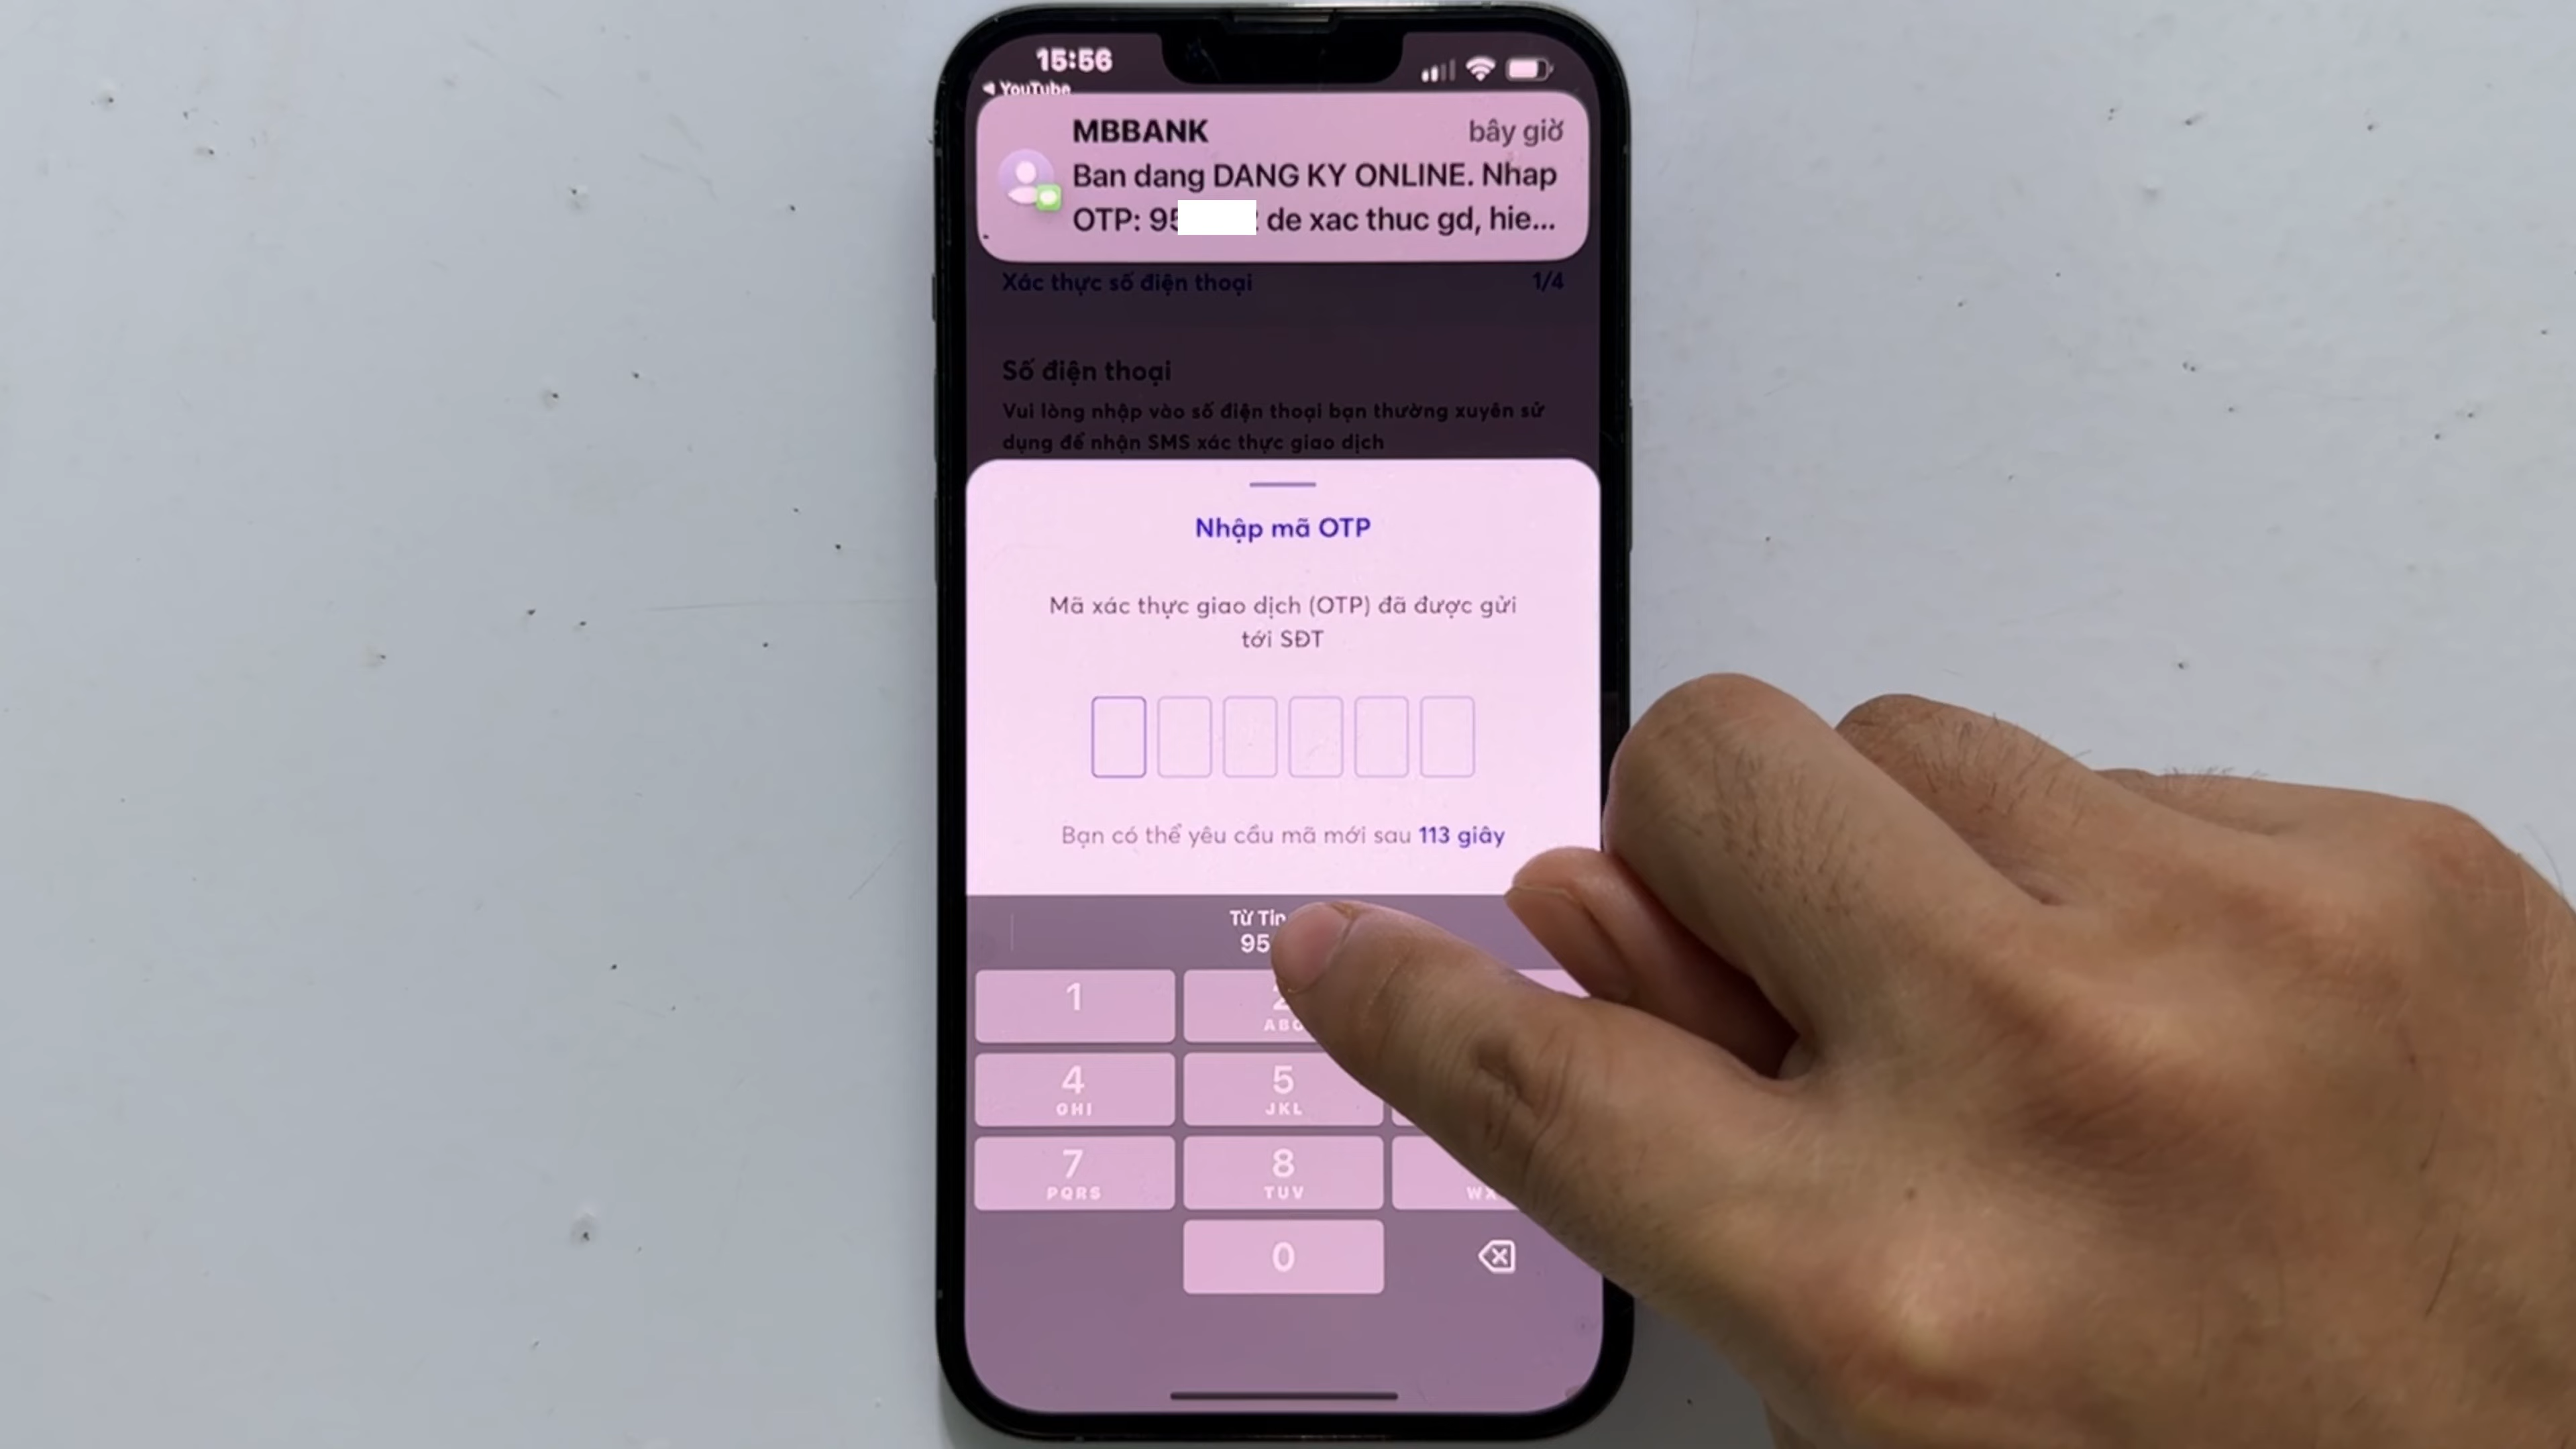 15:56
◀ YouTube
MBBANK
bây giờ
Ban dang DANG KY ONLINE. Nhap
OTP: 95 de xac thuc gd, hie...
Xác thực số điện thoại
1/4
Số điện thoại
Vui lòng nhập vào số điện thoại bạn thường xuyên sử
dụng để nhận SMS xác thực giao dịch
Nhập mã OTP
Mã xác thực giao dịch (OTP) đã được gửi
tới SĐT
Bạn có thể yêu cầu mã mới sau 113 giây
Từ Tin
95
1
2
ABC
4
GHI
5
JKL
7
PQRS
8
TUV
0